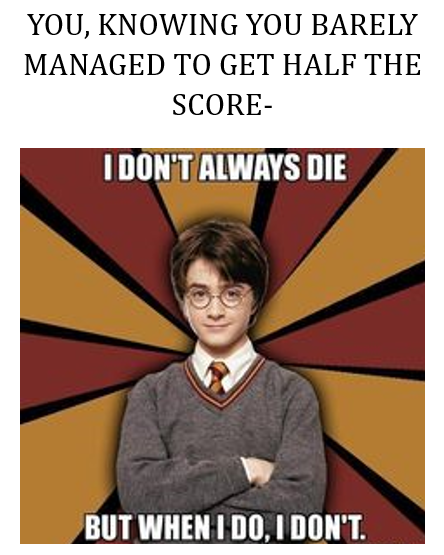 YOU, KNOWING YOU BARELY
MANAGED TO GET HALF THE
SCORE-
I DON'T ALWAYS DIE
BUT WHEN I DO, I DON'T.